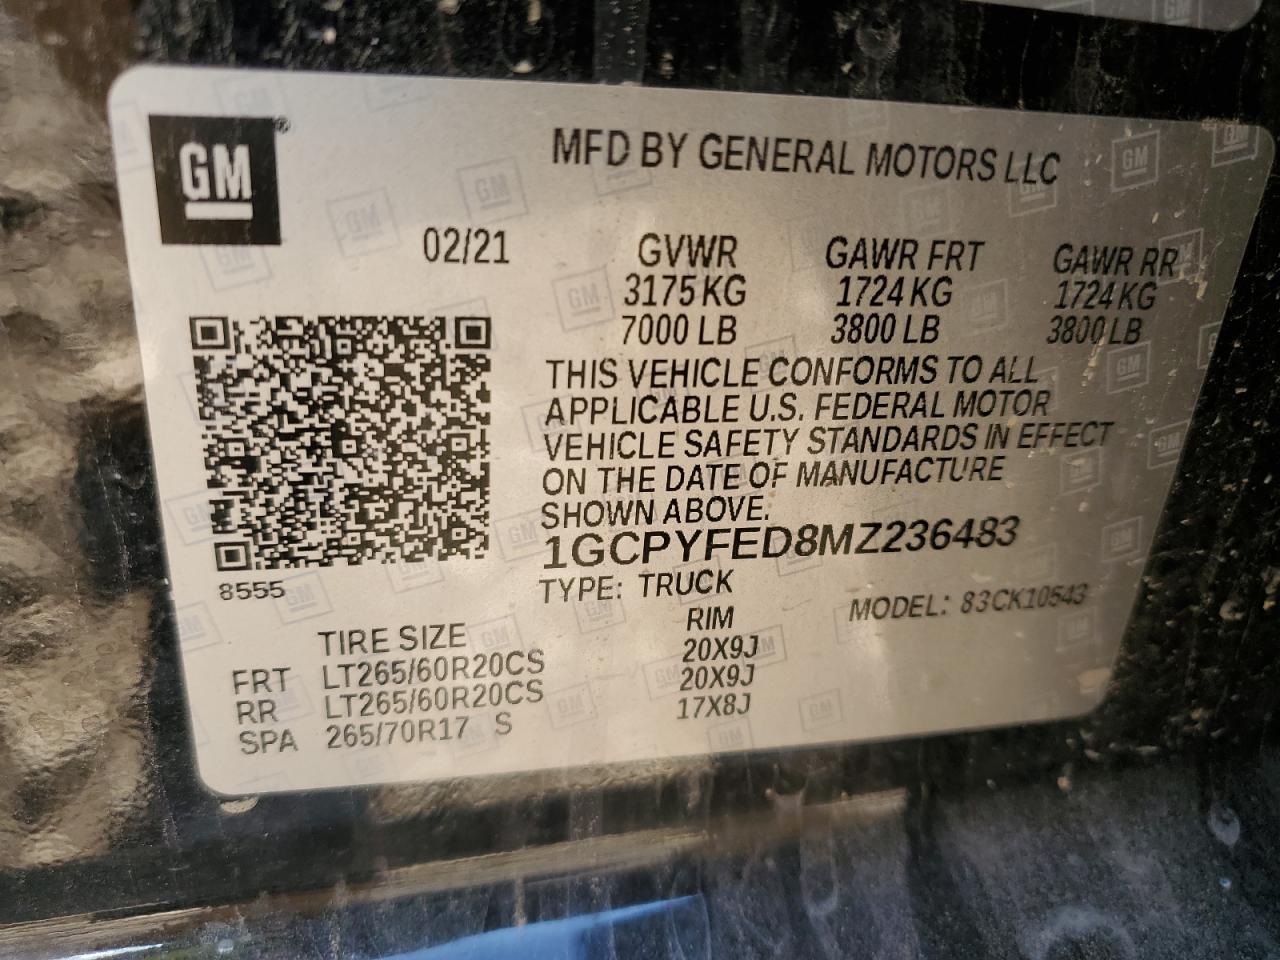 GM
MFD BY GENERAL MOTORS LLC
02/21 GVWR GAWR FRT GAWR RR
3175 KG 1724 KG 1724 KG
7000 LB 3800 LB 3800 LB
THIS VEHICLE CONFORMS TO ALL
APPLICABLE U.S. FEDERAL MOTOR
VEHICLE SAFETY STANDARDS IN EFFECT
ON THE DATE OF MANUFACTURE
SHOWN ABOVE.
1GCPYFED8MZ236483
8555
TYPE: TRUCK
MODEL: 83CK10543
TIRE SIZE RIM
FRT LT265/60R20CS 20X9J
RR LT265/60R20CS 20X9J
SPA 265/70R17 S 17X8J